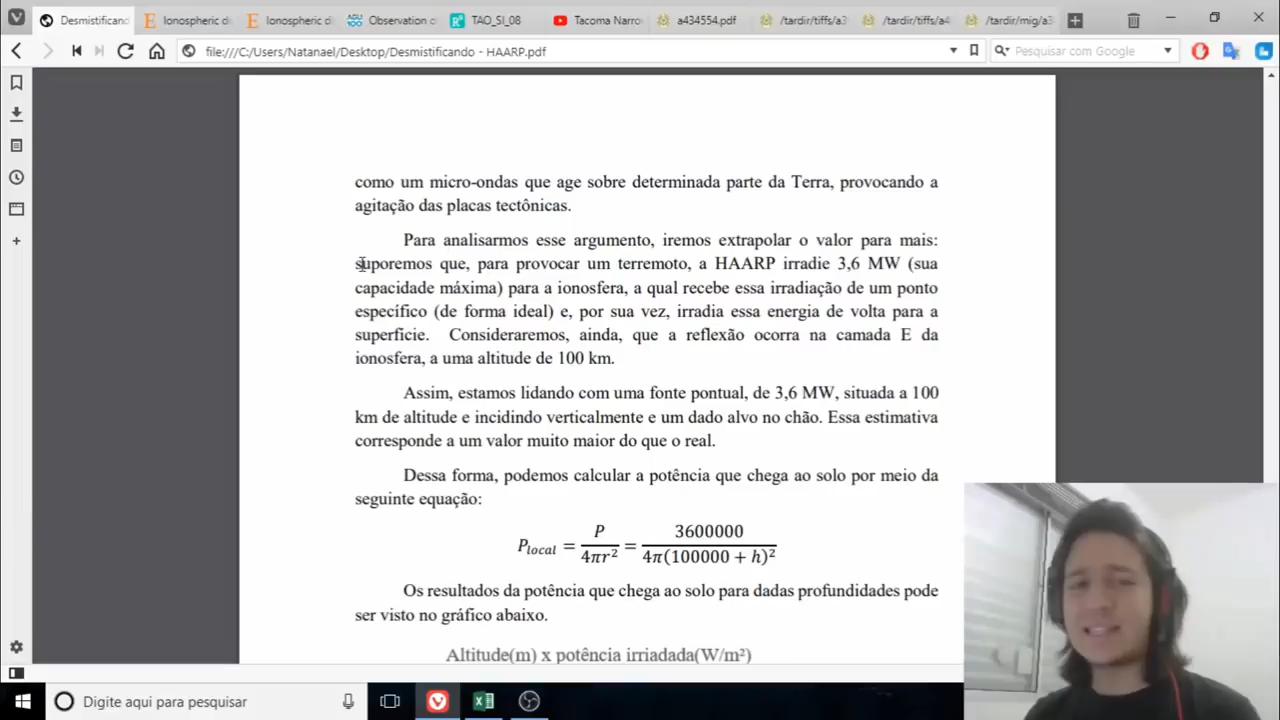 Desmistificando
Ionospheric d
Ionospheric di
Observation o
TAO_SI_08
Tacoma Narro
a434554.pdf
/tardir/tiffs/a3
/tardir/tiffs/a4
/tardir/mig/a3
file:///C:/Users/Natanael/Desktop/Desmistificando - HAARP.pdf
Pesquisar com Google
como um micro-ondas que age sobre determinada parte da Terra, provocando a
agitação das placas tectônicas.
Para analisarmos esse argumento, iremos extrapolar o valor para mais:
suporemos que, para provocar um terremoto, a HAARP irradie 3,6 MW (sua
capacidade máxima) para a ionosfera, a qual recebe essa irradiação de um ponto
específico (de forma ideal) e, por sua vez, irradia essa energia de volta para a
superfície. Consideraremos, ainda, que a reflexão ocorra na camada E da
ionosfera, a uma altitude de 100 km.
Assim, estamos lidando com uma fonte pontual, de 3,6 MW, situada a 100
km de altitude e incidindo verticalmente e um dado alvo no chão. Essa estimativa
corresponde a um valor muito maior do que o real.
Dessa forma, podemos calcular a potência que chega ao solo por meio da
seguinte equação:
P_local = P / 4πr² = 3600000 / 4π(100000 + h)²
Os resultados da potência que chega ao solo para dadas profundidades pode
ser visto no gráfico abaixo.
Altitude(m) x potência irriadada(W/m²)
Digite aqui para pesquisar